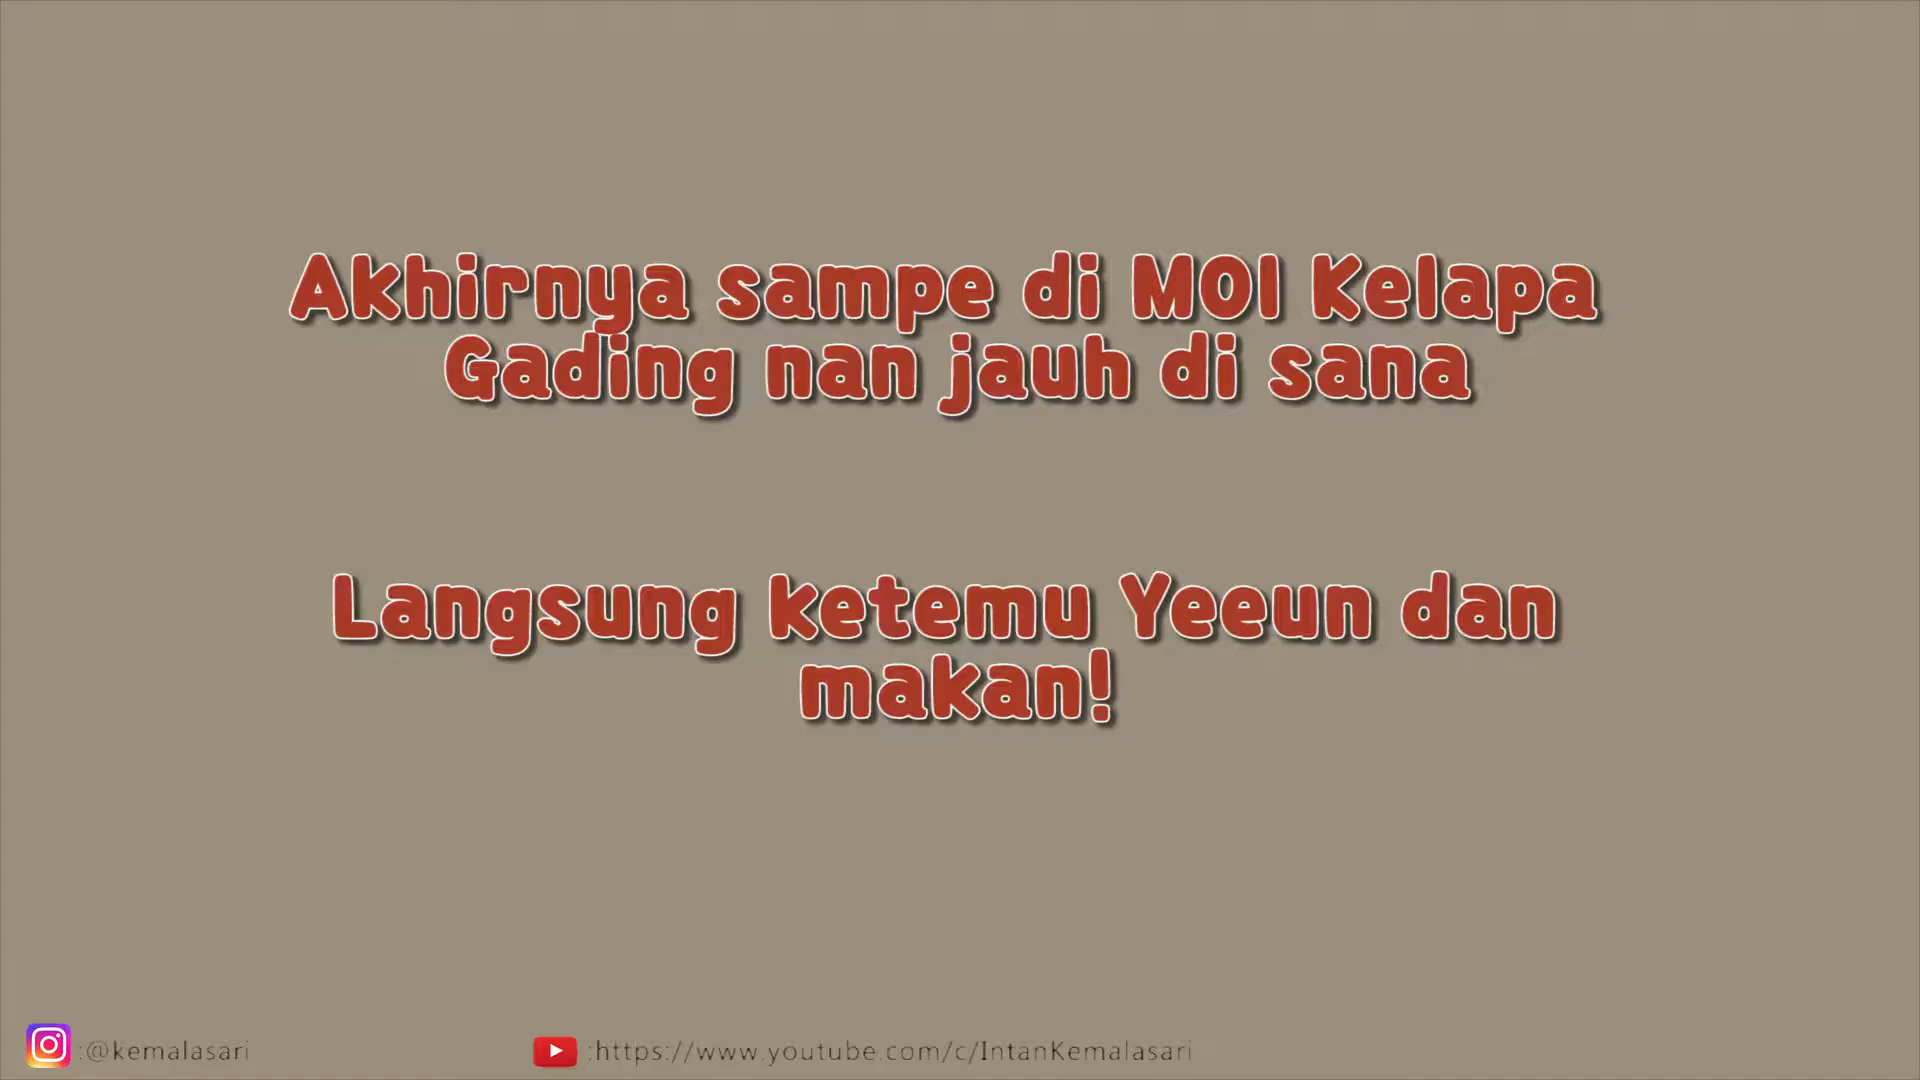 Akhirnya sampe di MOI Kelapa
Gading nan jauh di sana
Langsung ketemu Yeeun dan
makan!
:@kemalasari
:https://www.youtube.com/c/IntanKemalasari